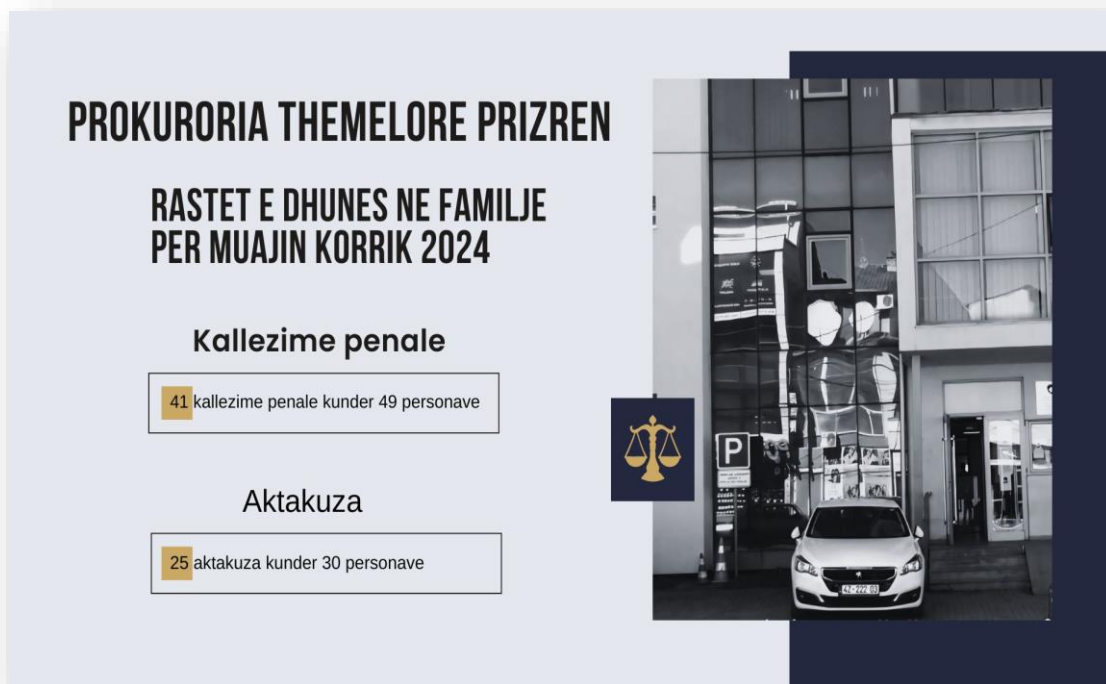 PROKURORIA THEMELORE PRIZREN
RASTET E DHUNES NE FAMILJE
PER MUAJIN KORRIK 2024
Kallezime penale
41 kallezime penale kunder 49 personave
Aktakuza
25 aktakuza kunder 30 personave
P